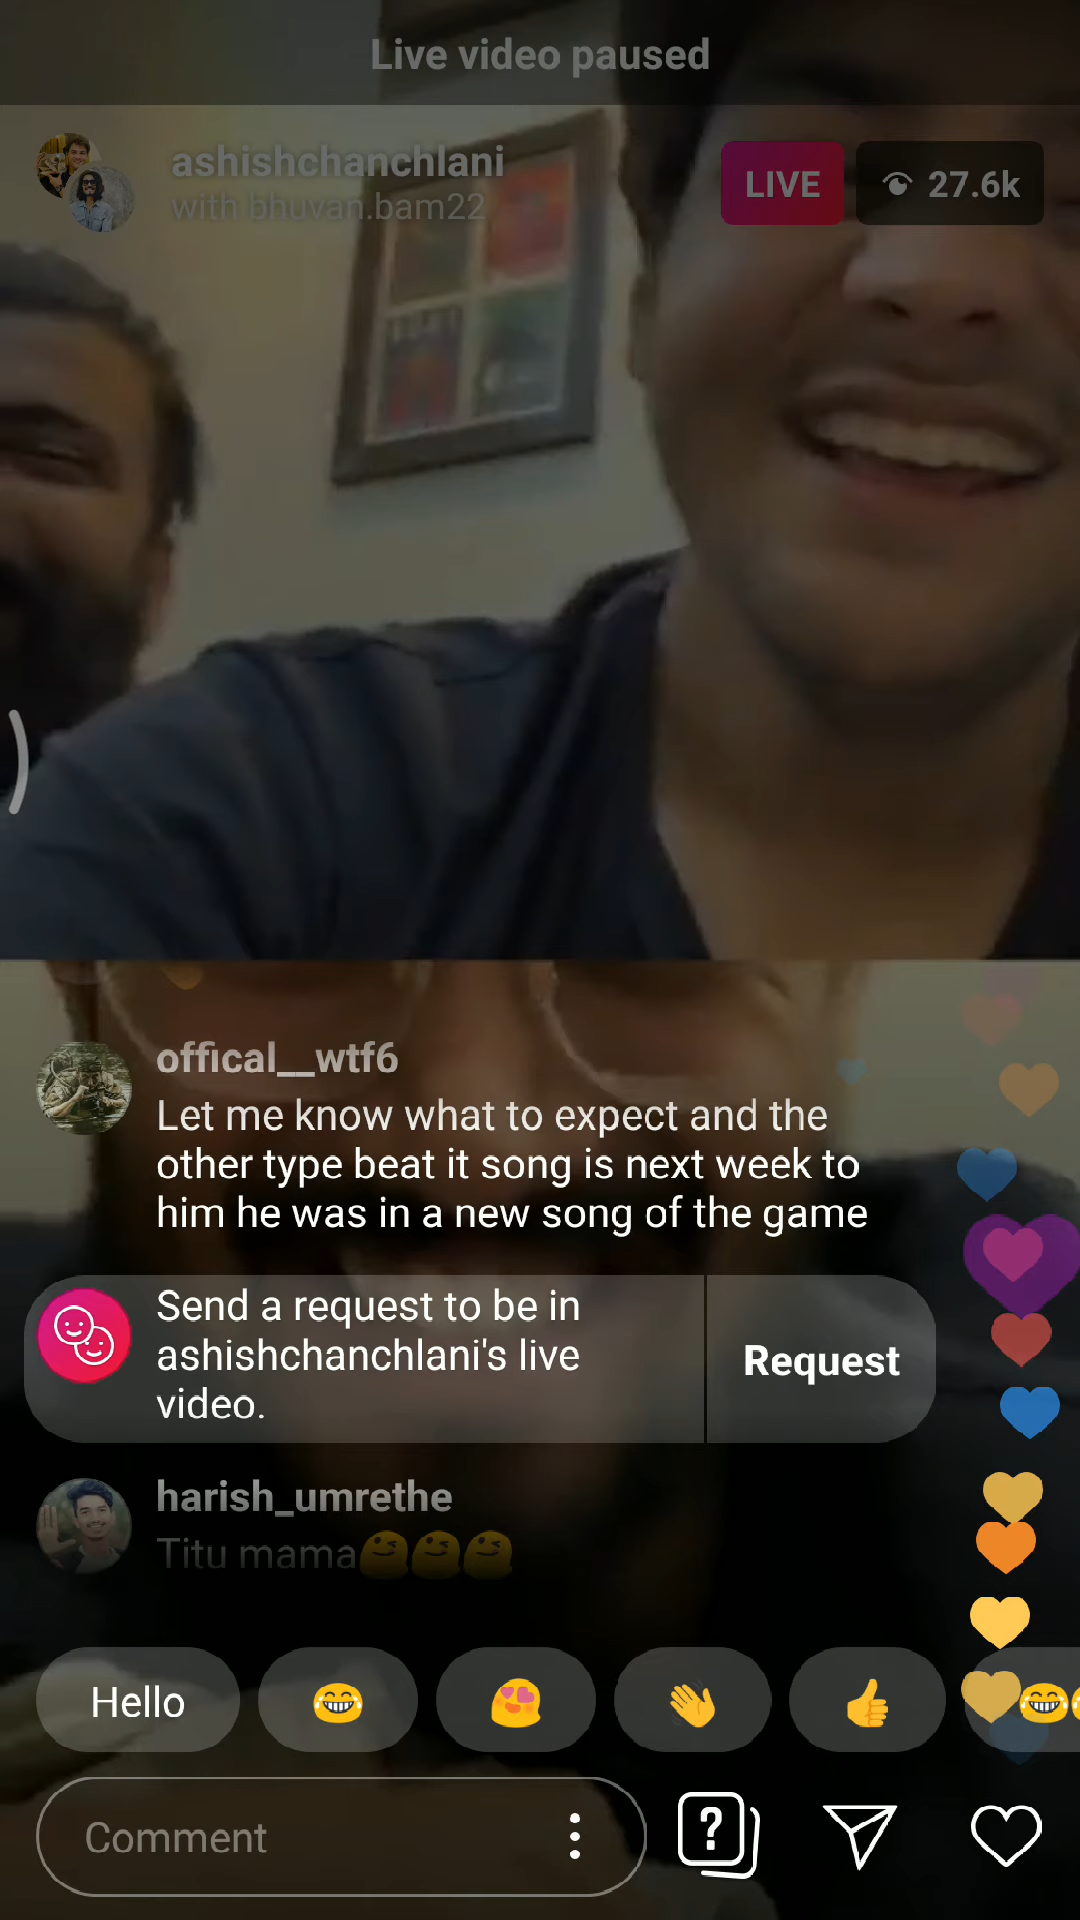 Live video paused
ashishchanchlani
with bhuvan.bam22
LIVE
27.6k
offical__wtf6
Let me know what to expect and the
other type beat it song is next week to
him he was in a new song of the game
Send a request to be in
ashishchanchlani's live
video.
Request
harish_umrethe
Titu mama
Hello
Comment